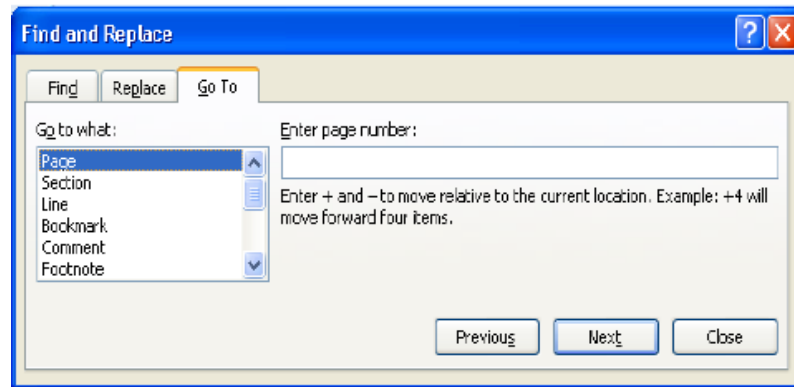 Find and Replace
Find Replace Go To
Go to what:
Enter page number:
Page
Section
Line
Bookmark
Comment
Footnote
Enter + and – to move relative to the current location. Example: +4 will
move forward four items.
Previous Next Close